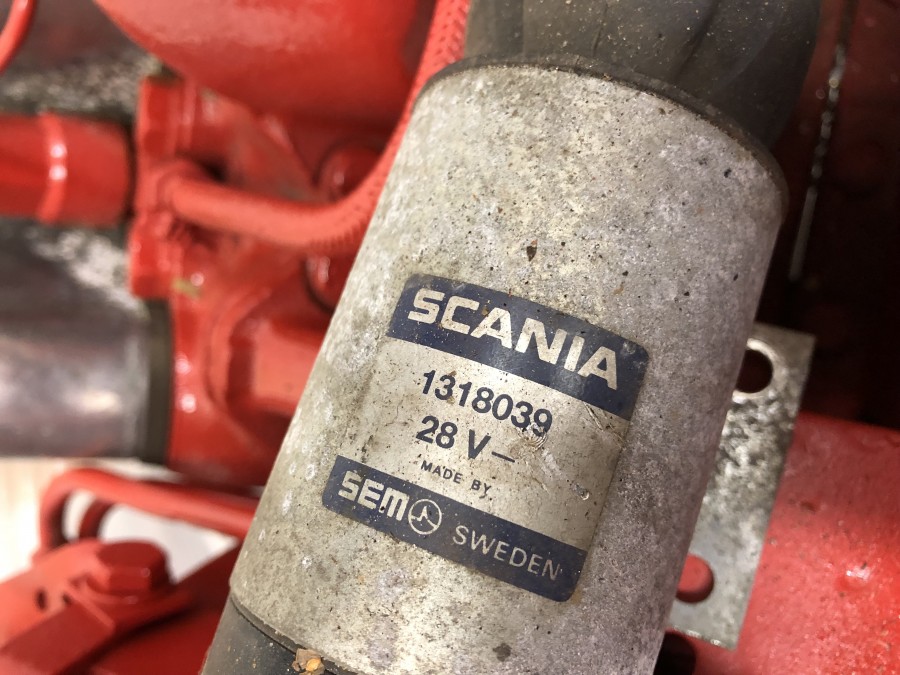 SCANIA
1318039
28 V –
MADE BY
SEM SWEDEN